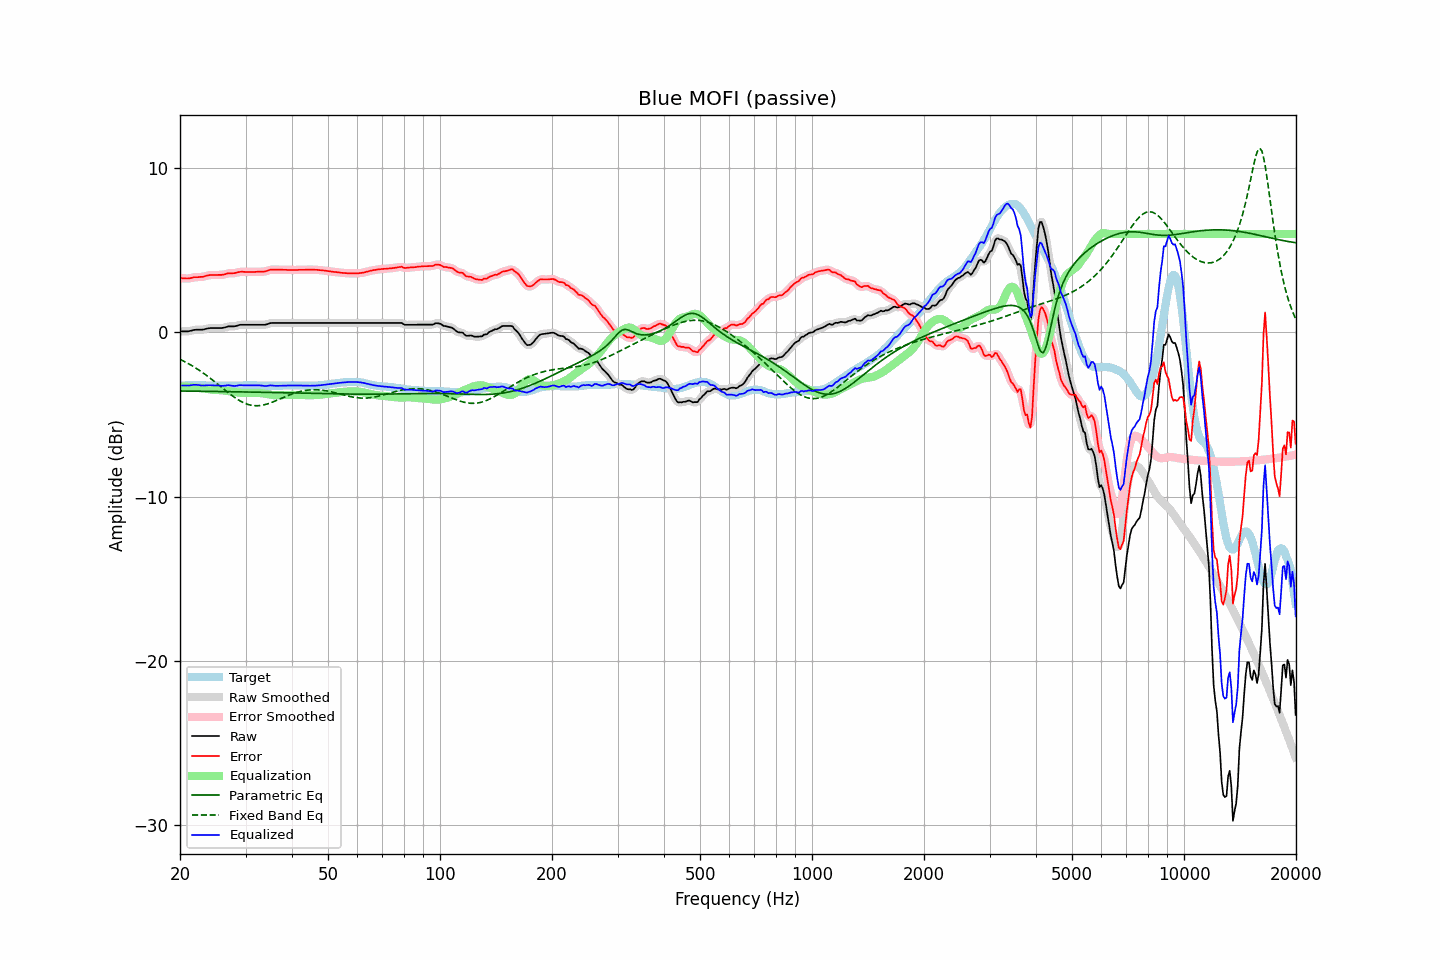 Blue MOFI (passive)
10
0
−10
−20
−30
Amplitude (dBr)
Target
Raw Smoothed
Error Smoothed
Raw
Error
Equalization
Parametric Eq
Fixed Band Eq
Equalized
20 50 100 200 500 1000 2000 5000 10000 20000
Frequency (Hz)